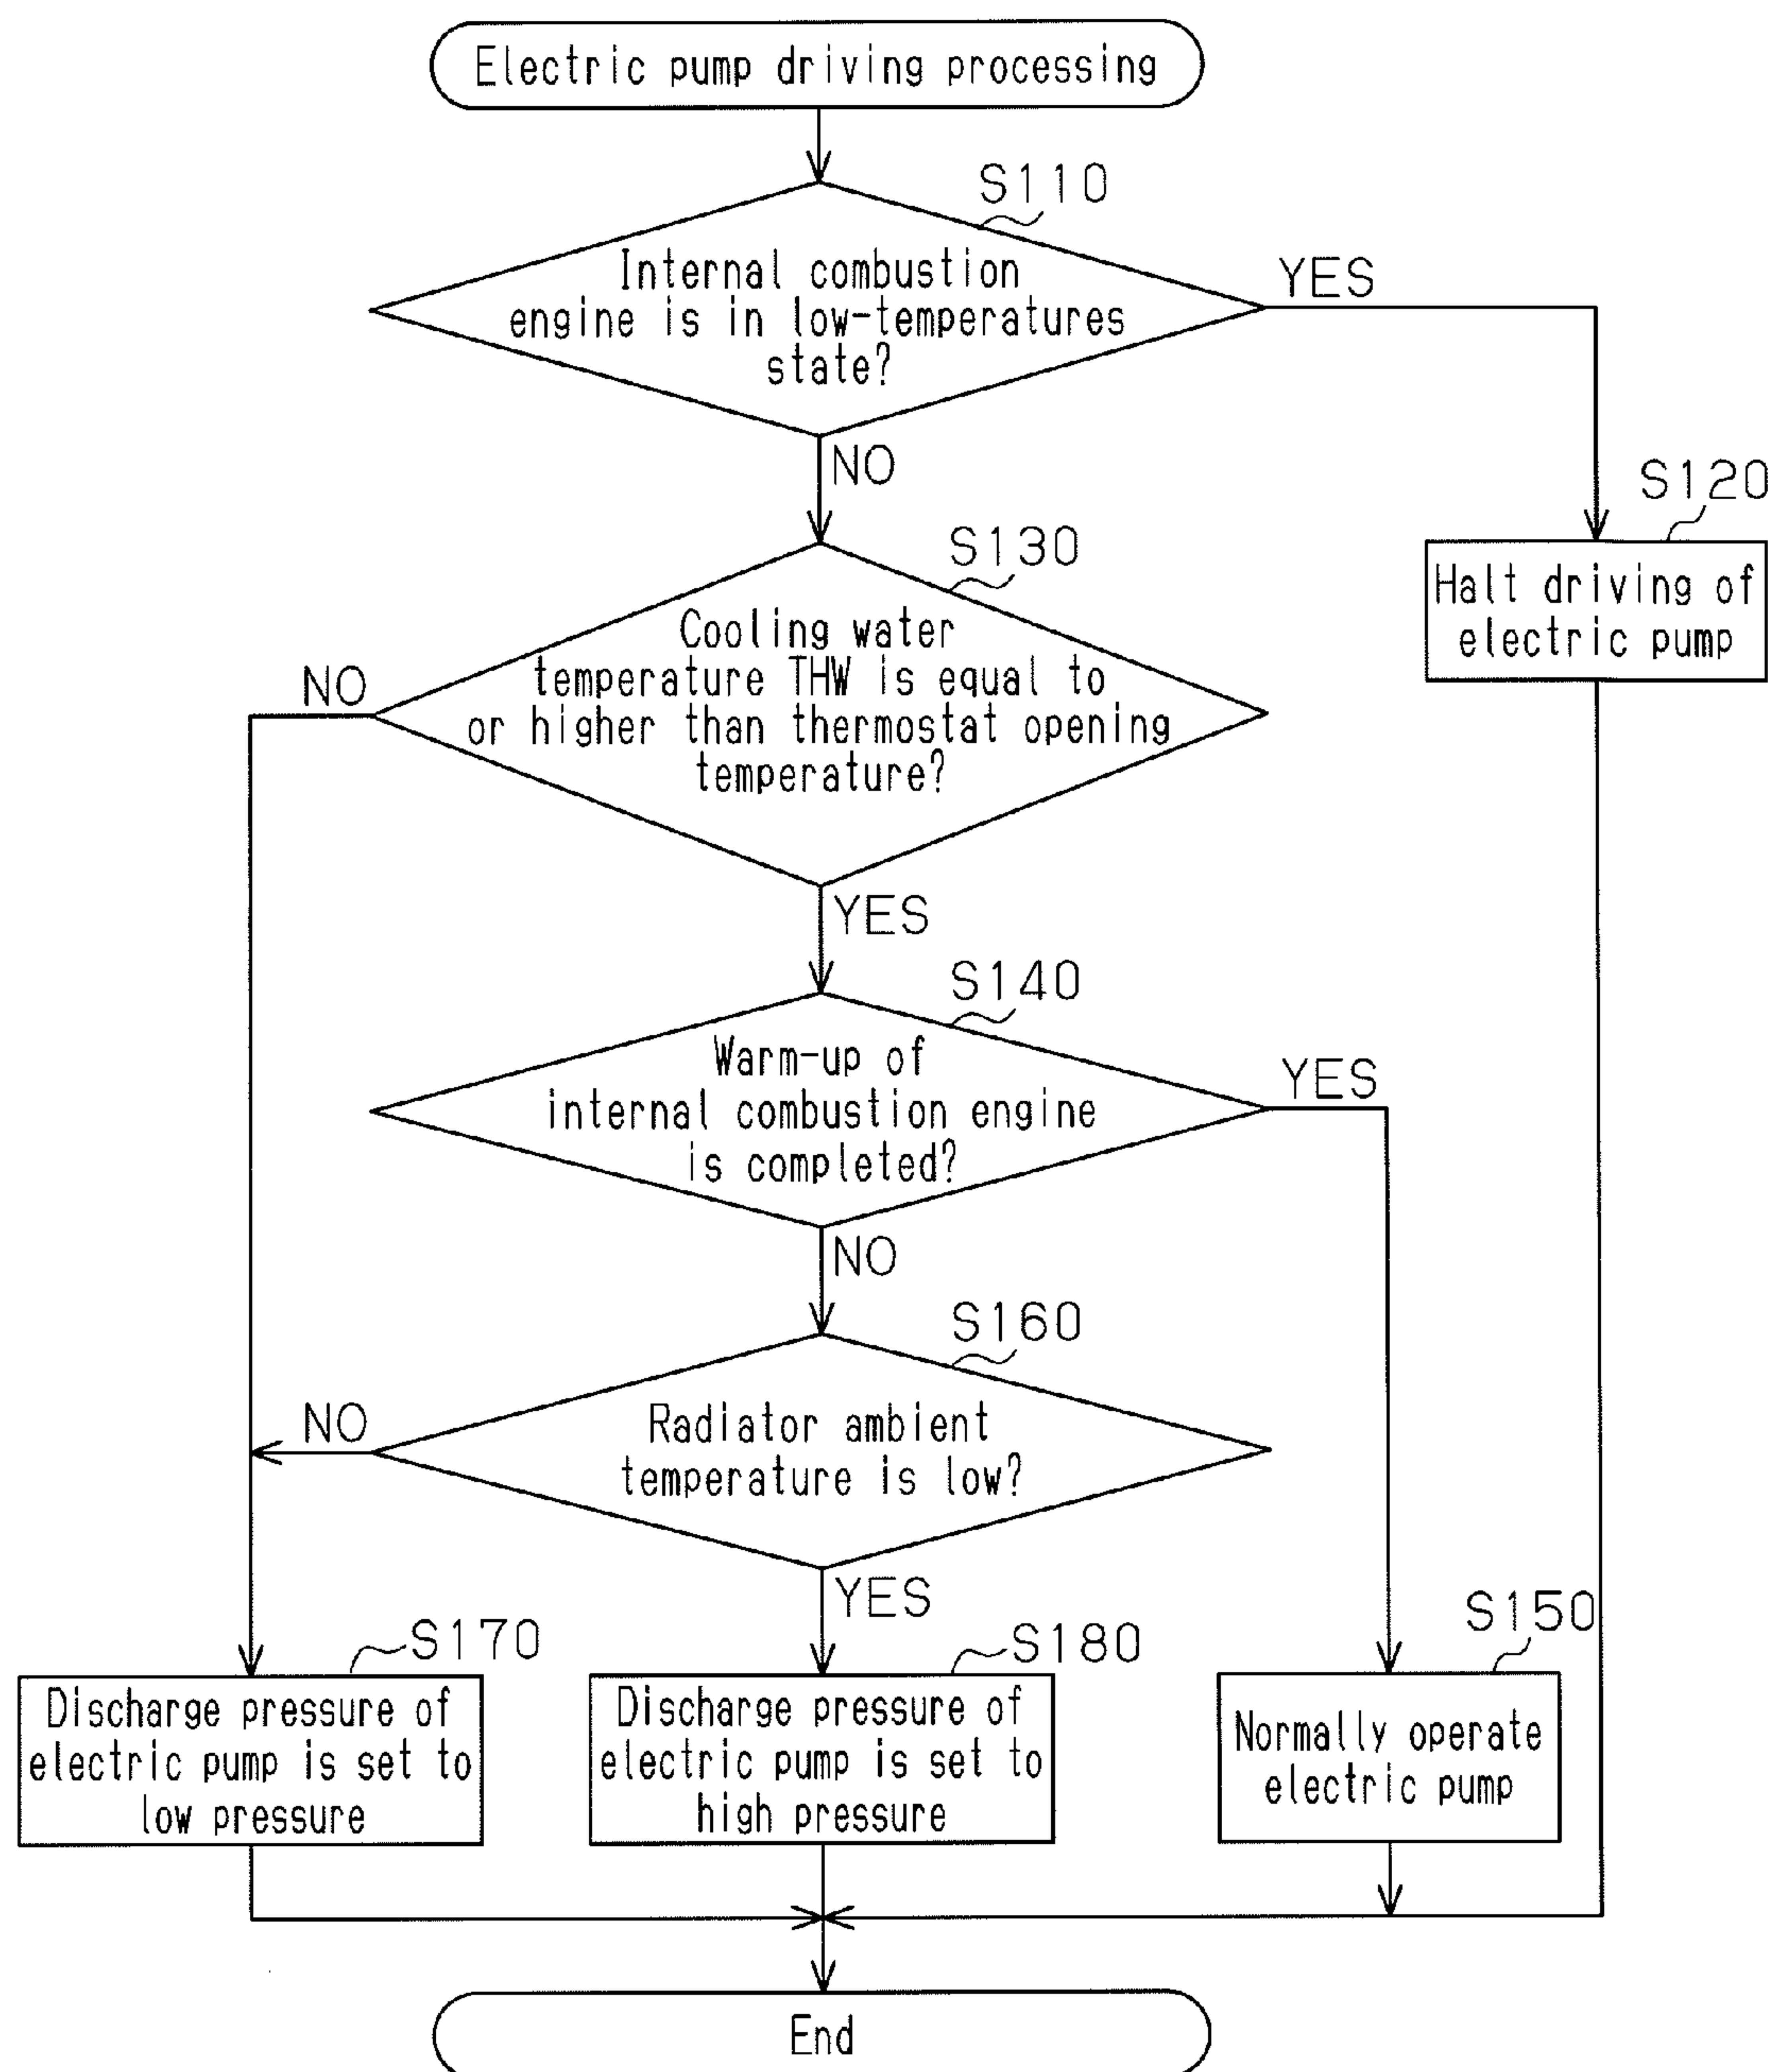 Electric pump driving processing
S110
Internal combustion
engine is in low-temperatures
state?
YES
NO
S120
Halt driving of
electric pump
S130
Cooling water
temperature THW is equal to
or higher than thermostat opening
temperature?
NO
YES
S140
Warm-up of
internal combustion engine
is completed?
YES
NO
S160
Radiator ambient
temperature is low?
NO
YES
S170
Discharge pressure of
electric pump is set to
low pressure
S180
Discharge pressure of
electric pump is set to
high pressure
S150
Normally operate
electric pump
End